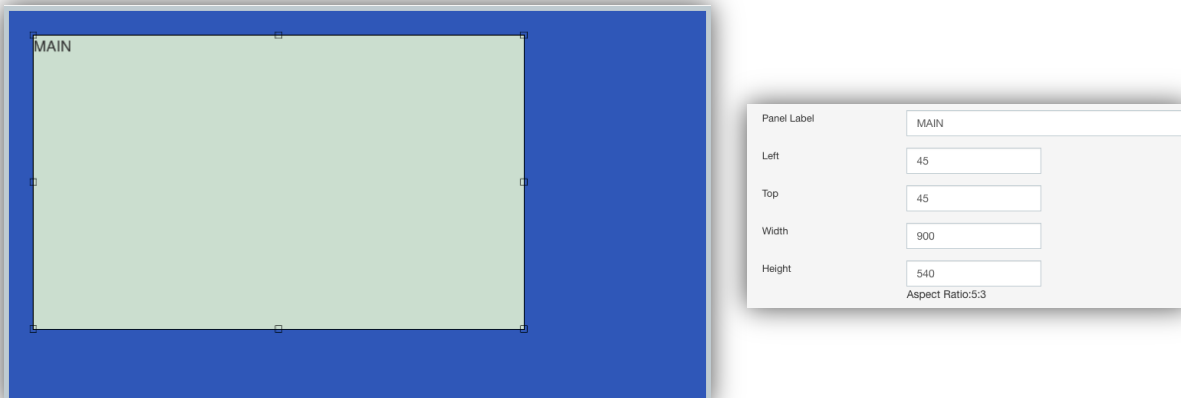 MAIN
Panel Label
MAIN
Left
45
Top
45
Width
900
Height
540
Aspect Ratio:5:3